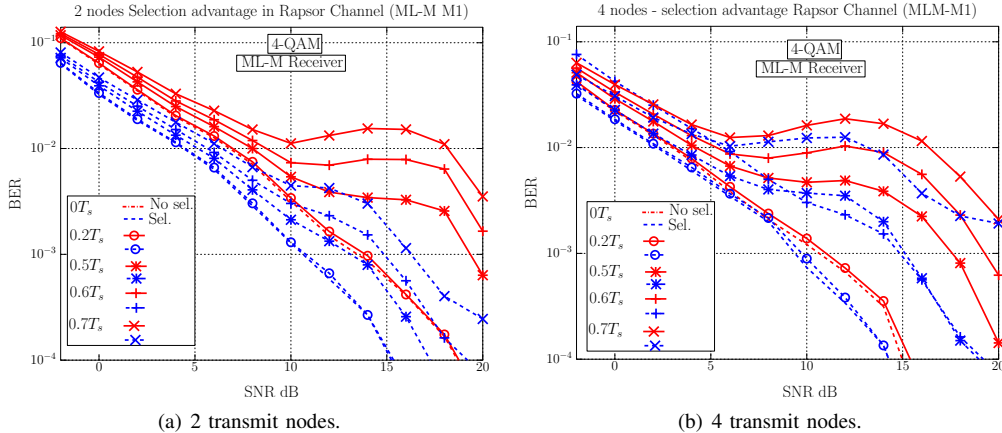 2 nodes Selection advantage in Rapsor Channel (ML-M M1)
10⁻¹
10⁻²
10⁻³
10⁻⁴
BER
4-QAM
ML-M Receiver
0Tₛ
No sel.
Sel.
0.2Tₛ
0.5Tₛ
0.6Tₛ
0.7Tₛ
0 5 10 15 20
SNR dB
(a) 2 transmit nodes.
4 nodes - selection advantage Rapsor Channel (MLM-M1)
10⁻¹
10⁻²
10⁻³
10⁻⁴
BER
4-QAM
ML-M Receiver
0Tₛ
No sel.
Sel.
0.2Tₛ
0.5Tₛ
0.6Tₛ
0.7Tₛ
0 5 10 15 20
SNR dB
(b) 4 transmit nodes.